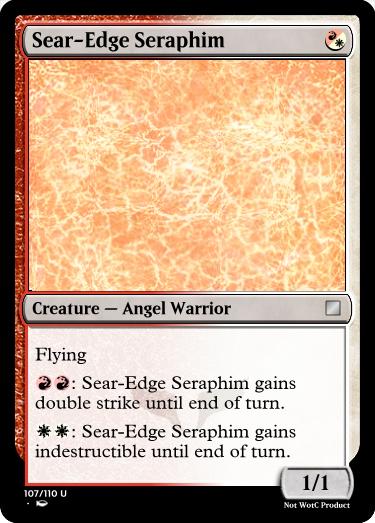 Sear-Edge Seraphim
Creature — Angel Warrior
Flying
: Sear-Edge Seraphim gains
double strike until end of turn.
: Sear-Edge Seraphim gains
indestructible until end of turn.
1/1
107/110 U
Not WotC Product